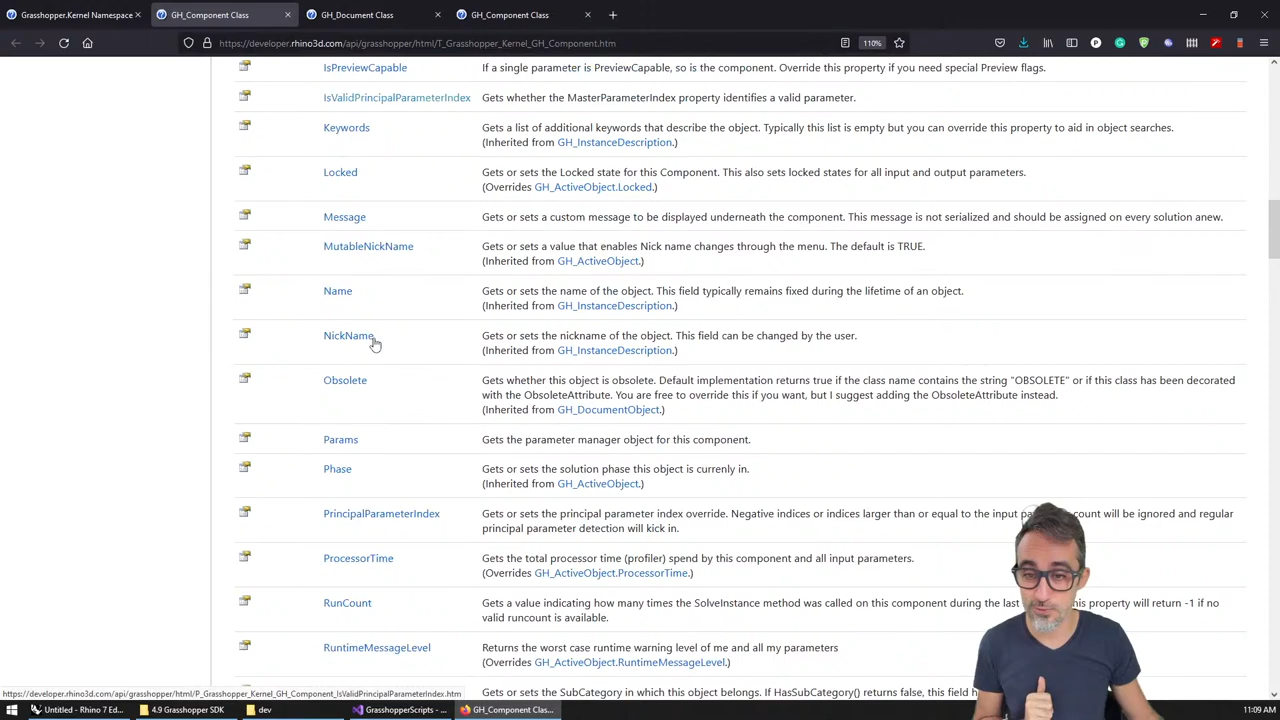 Grasshopper.Kernel Namespace
GH_Component Class
GH_Document Class
GH_Component Class
https://developer.rhino3d.com/api/grasshopper/html/T_Grasshopper_Kernel_GH_Component.htm
110%
IsPreviewCapable If a single parameter is PreviewCapable, so is the component. Override this property if you need special Preview flags.
IsValidPrincipalParameterIndex Gets whether the MasterParameterIndex property identifies a valid parameter.
Keywords Gets a list of additional keywords that describe the object. Typically this list is empty but you can override this property to aid in object searches.
(Inherited from GH_InstanceDescription.)
Locked Gets or sets the Locked state for this Component. This also sets locked states for all input and output parameters.
(Overrides GH_ActiveObject.Locked.)
Message Gets or sets a custom message to be displayed underneath the component. This message is not serialized and should be assigned on every solution anew.
MutableNickName Gets or sets a value that enables Nick name changes through the menu. The default is TRUE.
(Inherited from GH_ActiveObject.)
Name Gets or sets the name of the object. This field typically remains fixed during the lifetime of an object.
(Inherited from GH_InstanceDescription.)
NickName Gets or sets the nickname of the object. This field can be changed by the user.
(Inherited from GH_InstanceDescription.)
Obsolete Gets whether this object is obsolete. Default implementation returns true if the class name contains the string "OBSOLETE" or if this class has been decorated
with the ObsoleteAttribute. You are free to override this if you want, but I suggest adding the ObsoleteAttribute instead.
(Inherited from GH_DocumentObject.)
Params Gets the parameter manager object for this component.
Phase Gets or sets the solution phase this object is currenly in.
(Inherited from GH_ActiveObject.)
PrincipalParameterIndex Gets or sets the principal parameter index override. Negative indices or indices larger than or equal to the input count will be ignored and regular
principal parameter detection will kick in.
ProcessorTime Gets the total processor time (profiler) spend by this component and all input parameters.
(Overrides GH_ActiveObject.ProcessorTime.)
RunCount Gets a value indicating how many times the SolveInstance method was called on this component during the last this property will return -1 if no
valid runcount is available.
RuntimeMessageLevel Returns the worst case runtime warning level of me and all my parameters
(Overrides GH_ActiveObject.RuntimeMessageLevel.)
Gets or sets the SubCategory in which this object belongs. If HasSubCategory() returns false, this field
https://developer.rhino3d.com/api/grasshopper/html/P_Grasshopper_Kernel_GH_Component_IsValidPrincipalParameterIndex.htm
Untitled - Rhino 7 Ed...
4.9 Grasshopper SDK
dev
GrasshopperScripts - ...
GH_Component Clas...
11:09 AM